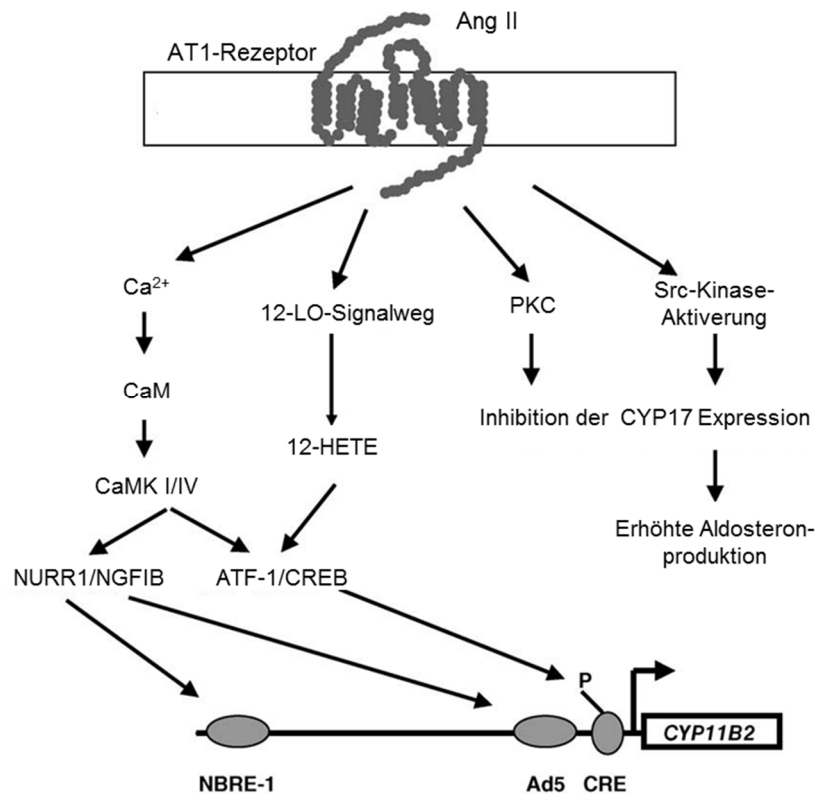 Ang II
AT1-Rezeptor
Ca2+
12-LO-Signalweg
PKC
Src-Kinase-
Aktiverung
CaM
Inhibition der CYP17 Expression
12-HETE
CaMK I/IV
Erhöhte Aldosteron-
produktion
NURR1/NGFIB
ATF-1/CREB
P
CYP11B2
NBRE-1
Ad5
CRE